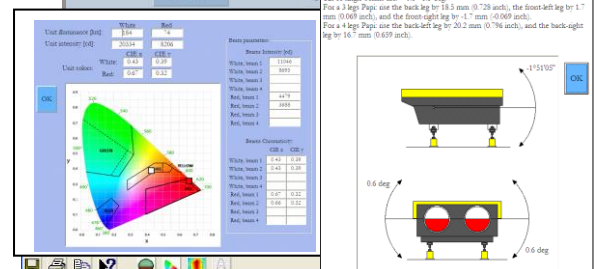 White Red
Unit illuminance [lux]: 184 74
Unit intensity [cd]: 20334 8206
CIE x CIE y
White: 0.43 0.39
Unit colors:
Red: 0.67 0.32
OK
Beam parameters
Beams Intensity [cd]
White, beam 1 11046
White, beam 2 8693
White, beam 3
White, beam 4
Red, beam 1 4479
Red, beam 2 3688
Red, beam 3
Red, beam 4
Beams Chromaticity:
CIE x CIE y
White, beam 1 0.43 0.39
White, beam 2 0.43 0.39
White, beam 3
White, beam 4
Red, beam 1 0.67 0.32
Red, beam 2 0.66 0.32
Red, beam 3
Red, beam 4
y
x
For a 3 legs Papi: rise the back leg by 18.5 mm (0.728 inch), the front-left leg by 1.7
mm (0.069 inch), and the front-right leg by -1.7 mm (-0.069 inch).
For a 4 legs Papi: rise the back-left leg by 20.2 mm (0.796 inch), and the back-right
leg by 16.7 mm (0.659 inch).
-1°51'05"
OK
0.6 deg
0.6 deg